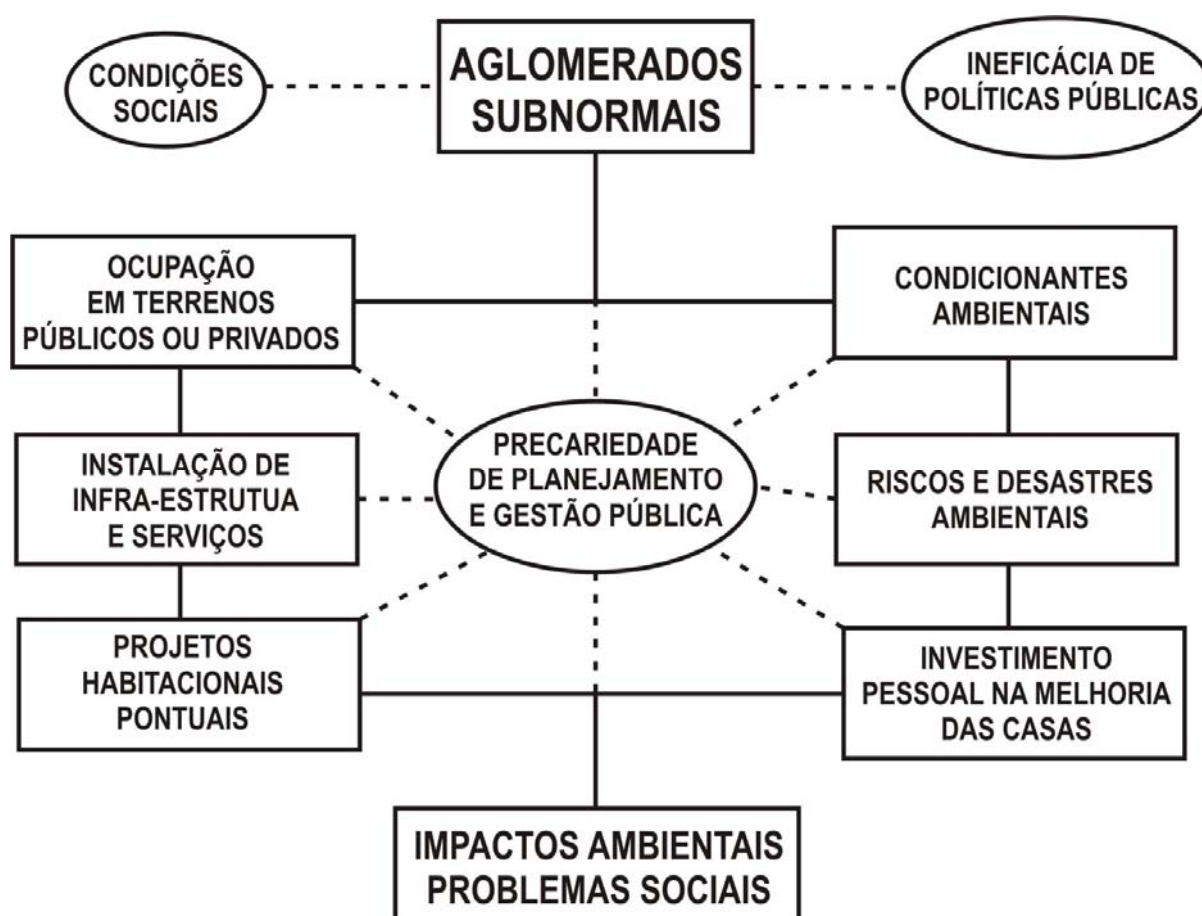 CONDIÇÕES
SOCIAIS
AGLOMERADOS
SUBNORMAIS
INEFICÁCIA DE
POLÍTICAS PÚBLICAS
OCUPAÇÃO
EM TERRENOS
PÚBLICOS OU PRIVADOS
CONDICIONANTES
AMBIENTAIS
INSTALAÇÃO DE
INFRA-ESTRUTUA
E SERVIÇOS
PRECARIEDADE
DE PLANEJAMENTO
E GESTÃO PÚBLICA
RISCOS E DESASTRES
AMBIENTAIS
PROJETOS
HABITACIONAIS
PONTUAIS
INVESTIMENTO
PESSOAL NA MELHORIA
DAS CASAS
IMPACTOS AMBIENTAIS
PROBLEMAS SOCIAIS